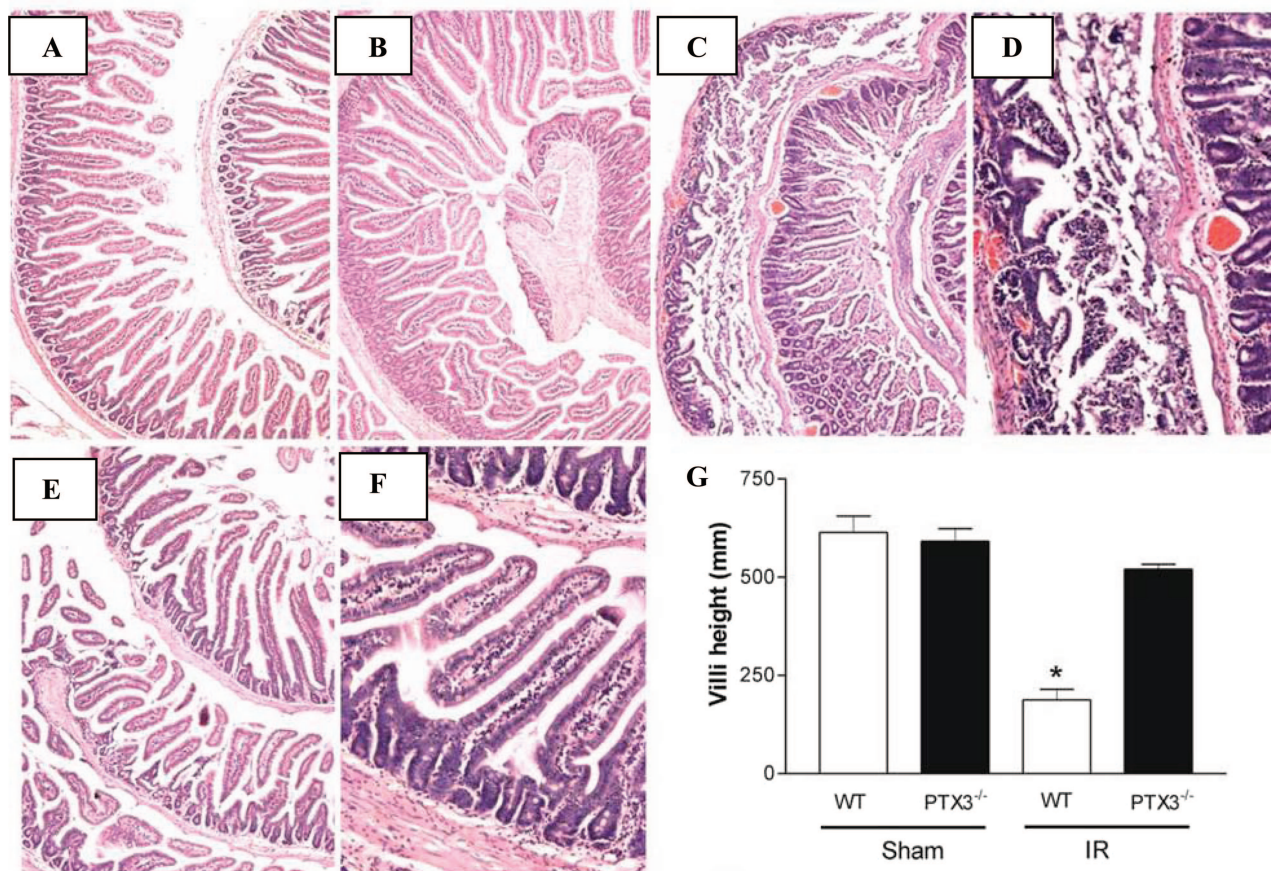 A
B
C
D
E
F
G
Villi height (mm)
750
500
250
0
*
WT
PTX3-/-
WT
PTX3-/-
Sham
IR